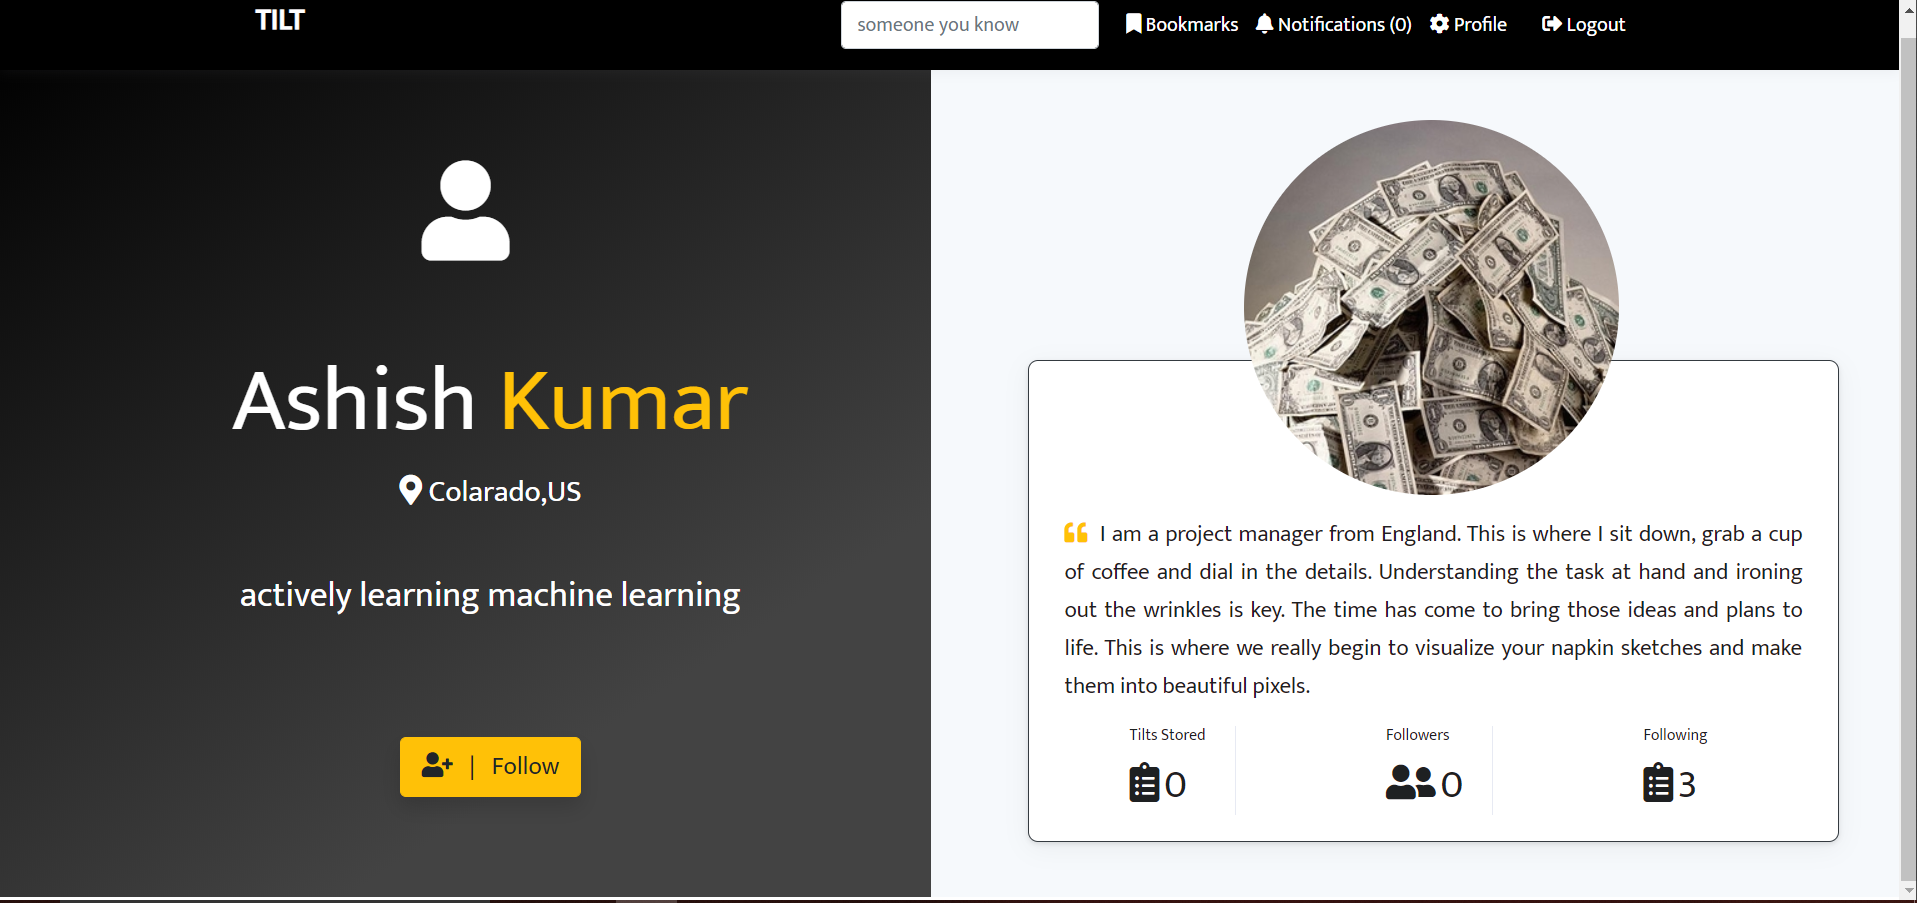 TILT
someone you know
Bookmarks
Notifications (0)
Profile
Logout
Ashish Kumar
Colarado,US
actively learning machine learning
| Follow
“ I am a project manager from England. This is where I sit down, grab a cup
of coffee and dial in the details. Understanding the task at hand and ironing
out the wrinkles is key. The time has come to bring those ideas and plans to
life. This is where we really begin to visualize your napkin sketches and make
them into beautiful pixels.
Tilts Stored
0
Followers
0
Following
3